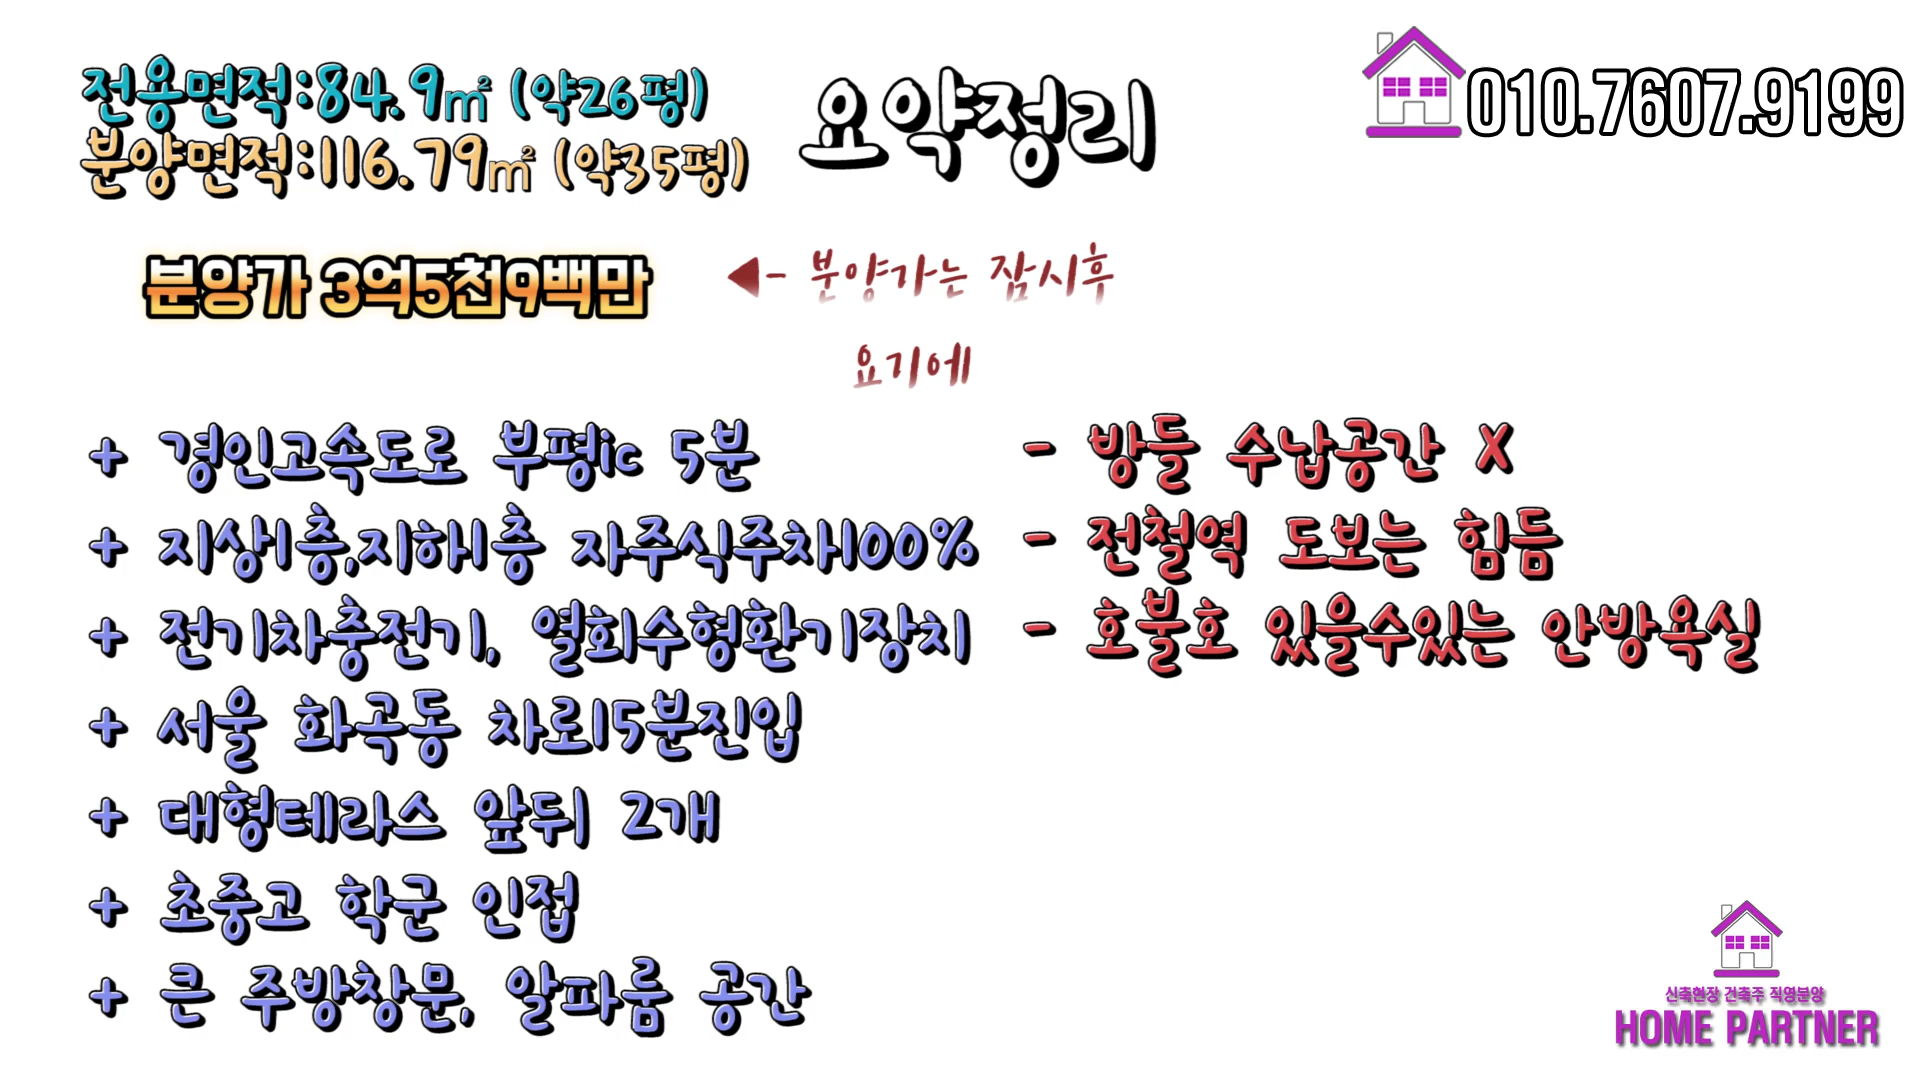 전용면적:84.9㎡ (약26평)
분양면적:116.79㎡ (약35평)
요약정리
010.7607.9199
분양가 3억5천9백만
◀- 분양가는 잠시후
요기에
+ 경인고속도로 부평ic 5분
+ 지상1층,지하1층 자주식주차100%
+ 전기차충전기, 열회수형환기장치
+ 서울 화곡동 차로15분진입
+ 대형테라스 앞뒤 2개
+ 초중고 학군 인접
+ 큰 주방창문, 알파룸 공간
- 방들 수납공간 X
- 전철역 도보는 힘듬
- 호불호 있을수있는 안방욕실
신축현장 건축주 직영분양
HOME PARTNER